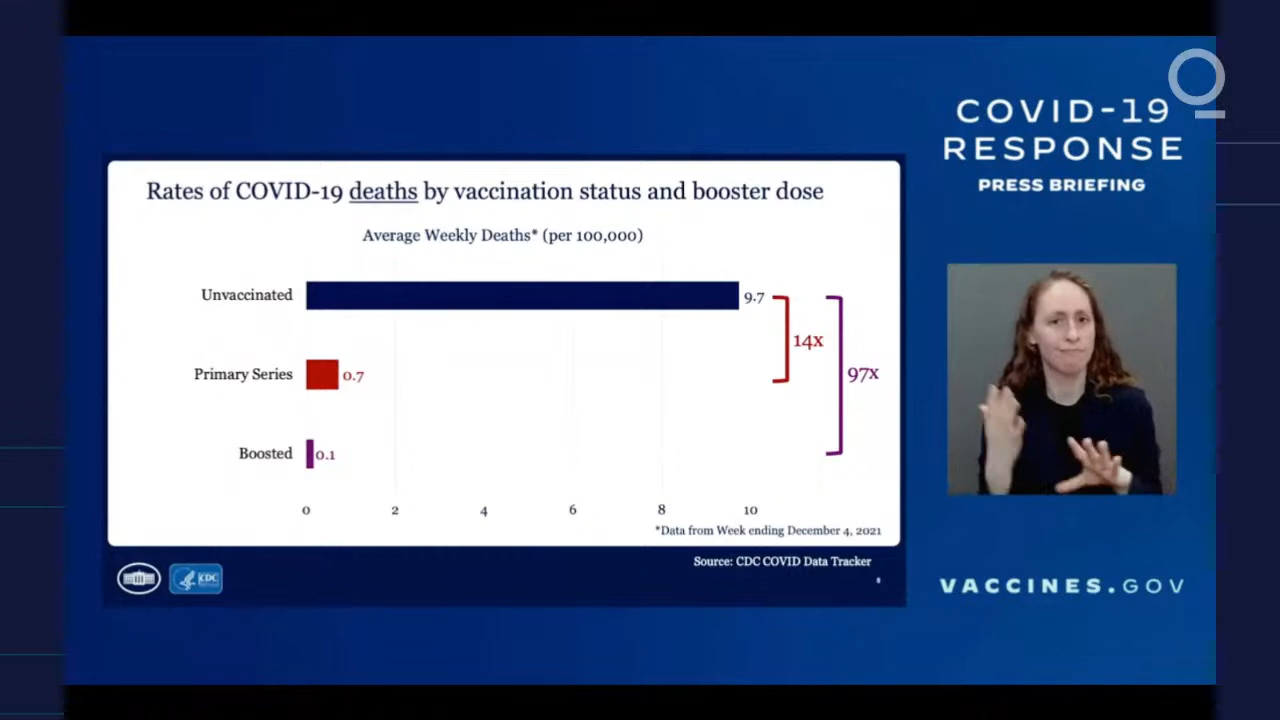 COVID-19
RESPONSE
PRESS BRIEFING
Rates of COVID-19 deaths by vaccination status and booster dose
Average Weekly Deaths* (per 100,000)
Unvaccinated
9.7
14x
97x
Primary Series
0.7
Boosted
0.1
0 2 4 6 8 10
*Data from Week ending December 4, 2021
Source: CDC COVID Data Tracker
CDC
VACCINES.GOV